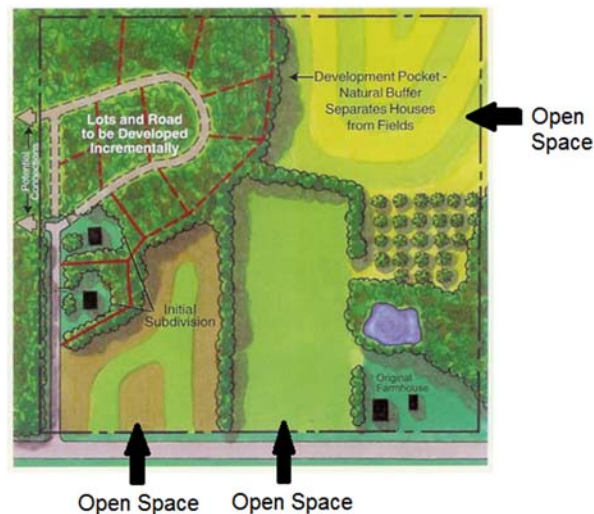 Development Pocket -
Natural Buffer
Separates Houses
from Fields
Lots and Road
to be Developed
Incrementally
Potential
Connections
Open
Space
Initial
Subdivision
Original
Farmhouse
Open Space
Open Space